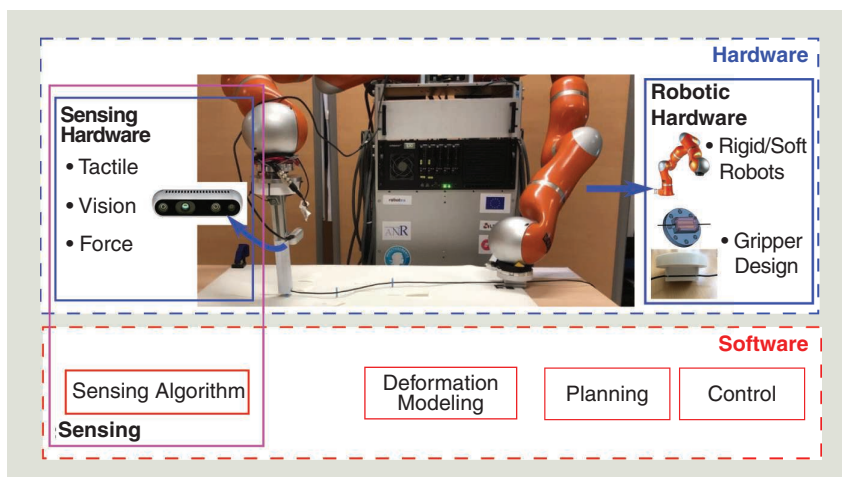 Hardware
Sensing
Hardware
• Tactile
• Vision
• Force
Robotic
Hardware
• Rigid/Soft
Robots
• Gripper
Design
ANR
Software
Sensing Algorithm
Deformation
Modeling
Planning
Control
Sensing